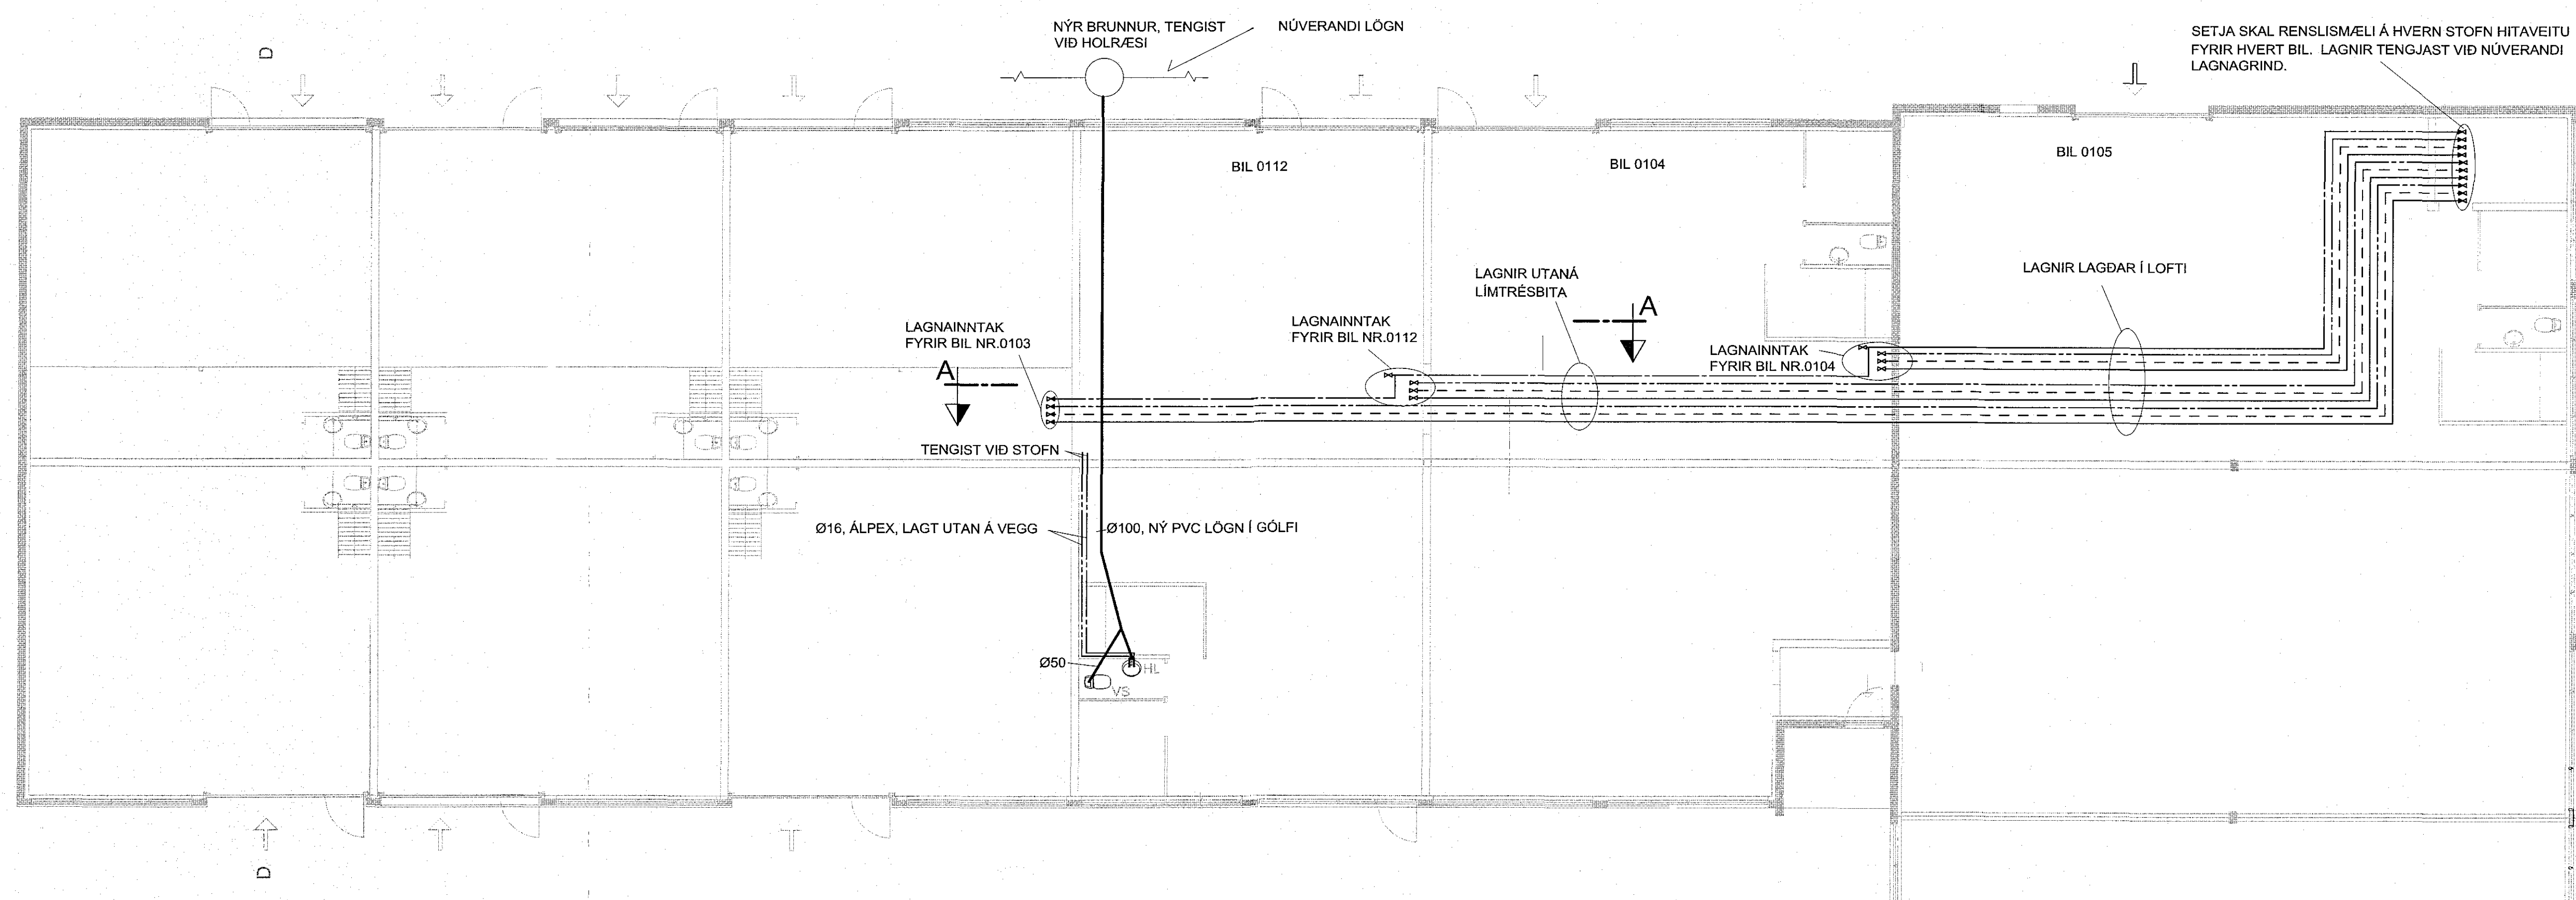 NÝR BRUNNUR, TENGIST
VIÐ HOLRÆSI
NÚVERANDI LÖGN
SETJA SKAL RENSLISMÆLI Á HVERN STOFN HITAVEITU
FYRIR HVERT BIL. LAGNIR TENGJAST VIÐ NÚVERANDI
LAGNAGRIND.
D
BIL 0112
BIL 0104
BIL 0105
LAGNIR UTANÁ
LÍMTRÉSBITA
LAGNIR LAGÐAR Í LOFTI
A
LAGNAINNTAK
FYRIR BIL NR.0103
LAGNAINNTAK
FYRIR BIL NR.0112
LAGNAINNTAK
FYRIR BIL NR.0104
A
TENGIST VIÐ STOFN
Ø16, ÁLPEX, LAGT UTAN Á VEGG
Ø100, NÝ PVC LÖGN Í GÓLFI
Ø50
HL
VS
D